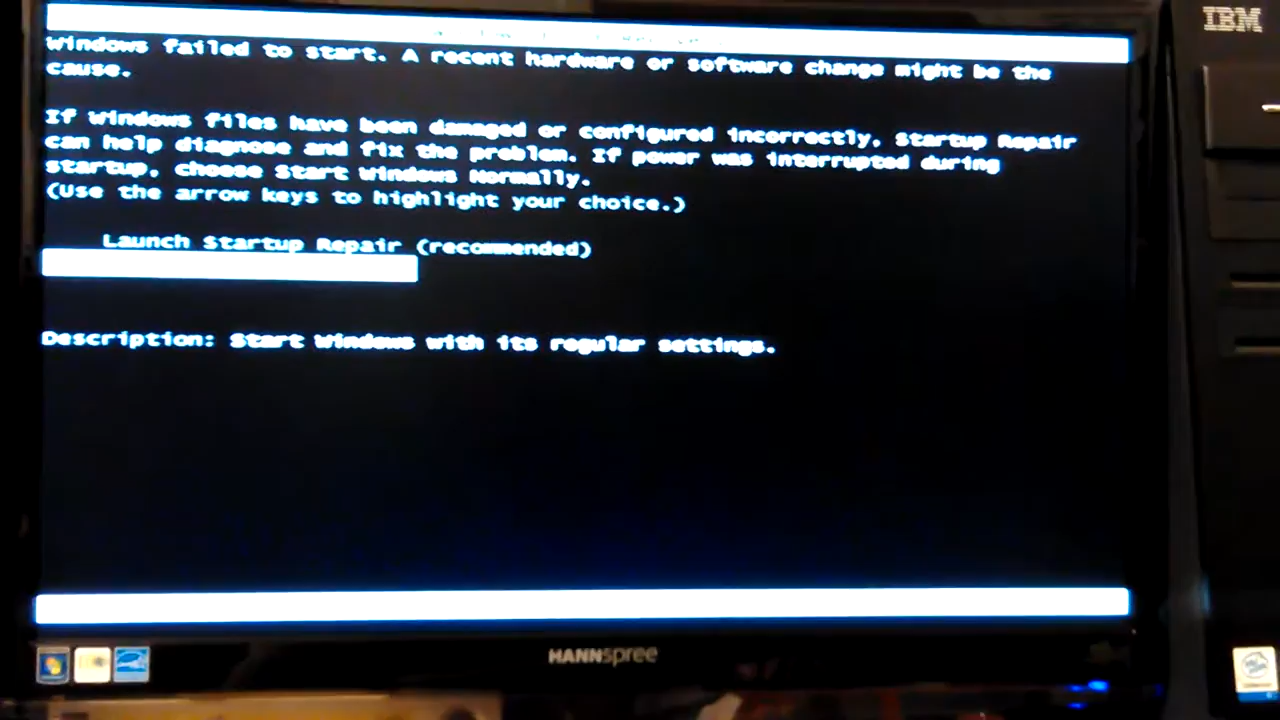 IBM
Windows failed to start. A recent hardware or software change might be the
cause.
If Windows files have been damaged or configured incorrectly, Startup Repair
can help diagnose and fix the problem. If power was interrupted during
startup, choose Start Windows Normally.
(Use the arrow keys to highlight your choice.)
Launch Startup Repair (recommended)
Description: Start Windows with its regular settings.
HANNspree